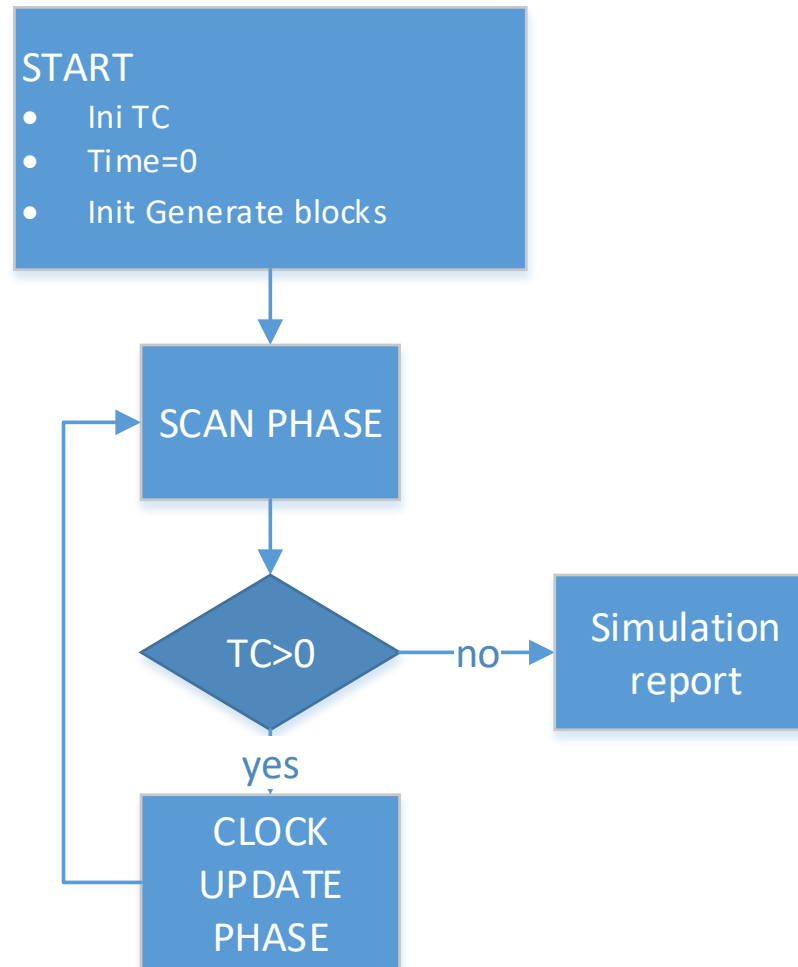 START
• Ini TC
• Time=0
• Init Generate blocks
SCAN PHASE
TC>0
no
Simulation
report
yes
CLOCK
UPDATE
PHASE